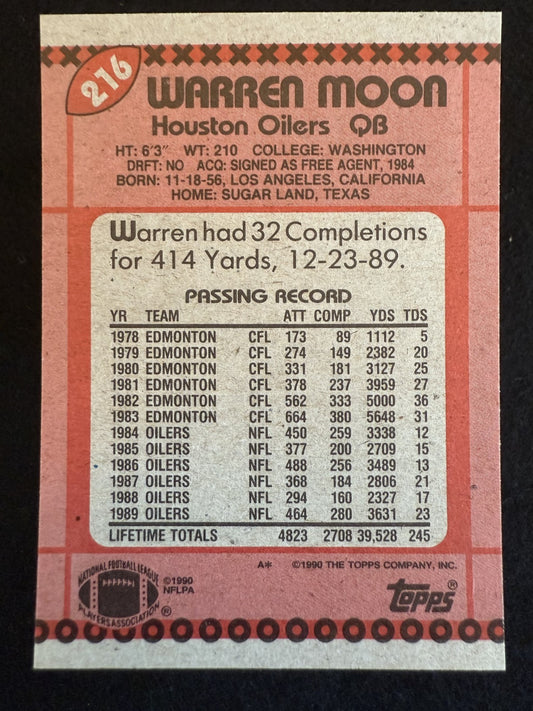 216
WARREN MOON
Houston Oilers QB
HT: 6'3" WT: 210 COLLEGE: WASHINGTON
DRFT: NO ACQ: SIGNED AS FREE AGENT, 1984
BORN: 11-18-56, LOS ANGELES, CALIFORNIA
HOME: SUGAR LAND, TEXAS
Warren had 32 Completions
for 414 Yards, 12-23-89.
PASSING RECORD
YR TEAM ATT COMP YDS TDS
1978 EDMONTON CFL 173 89 1112 5
1979 EDMONTON CFL 274 149 2382 20
1980 EDMONTON CFL 331 181 3127 25
1981 EDMONTON CFL 378 237 3959 27
1982 EDMONTON CFL 562 333 5000 36
1983 EDMONTON CFL 664 380 5648 31
1984 OILERS NFL 450 259 3338 12
1985 OILERS NFL 377 200 2709 15
1986 OILERS NFL 488 256 3489 13
1987 OILERS NFL 368 184 2806 21
1988 OILERS NFL 294 160 2327 17
1989 OILERS NFL 464 280 3631 23
LIFETIME TOTALS 4823 2708 39,528 245
A* ©1990 THE TOPPS COMPANY, INC.
NATIONAL FOOTBALL LEAGUE
PLAYERS ASSOCIATION ®
©1990
NFLPA
topps ®